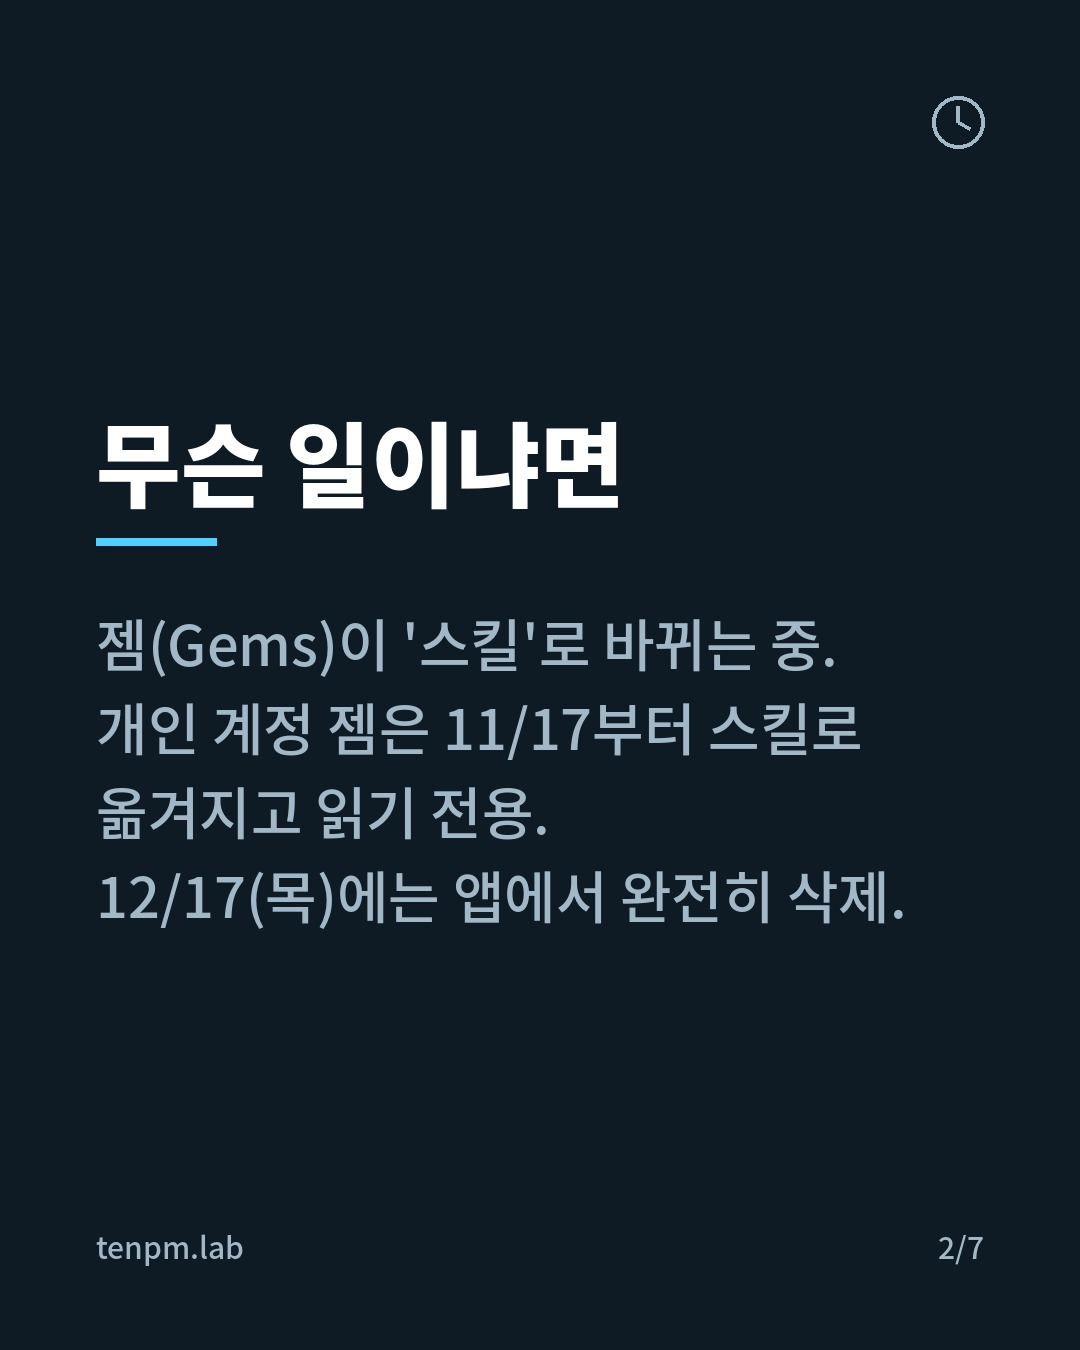 무슨 일이냐면
젬(Gems)이 '스킬'로 바뀌는 중.
개인 계정 젬은 11/17부터 스킬로
옮겨지고 읽기 전용.
12/17(목)에는 앱에서 완전히 삭제.
tenpm.lab
2/7